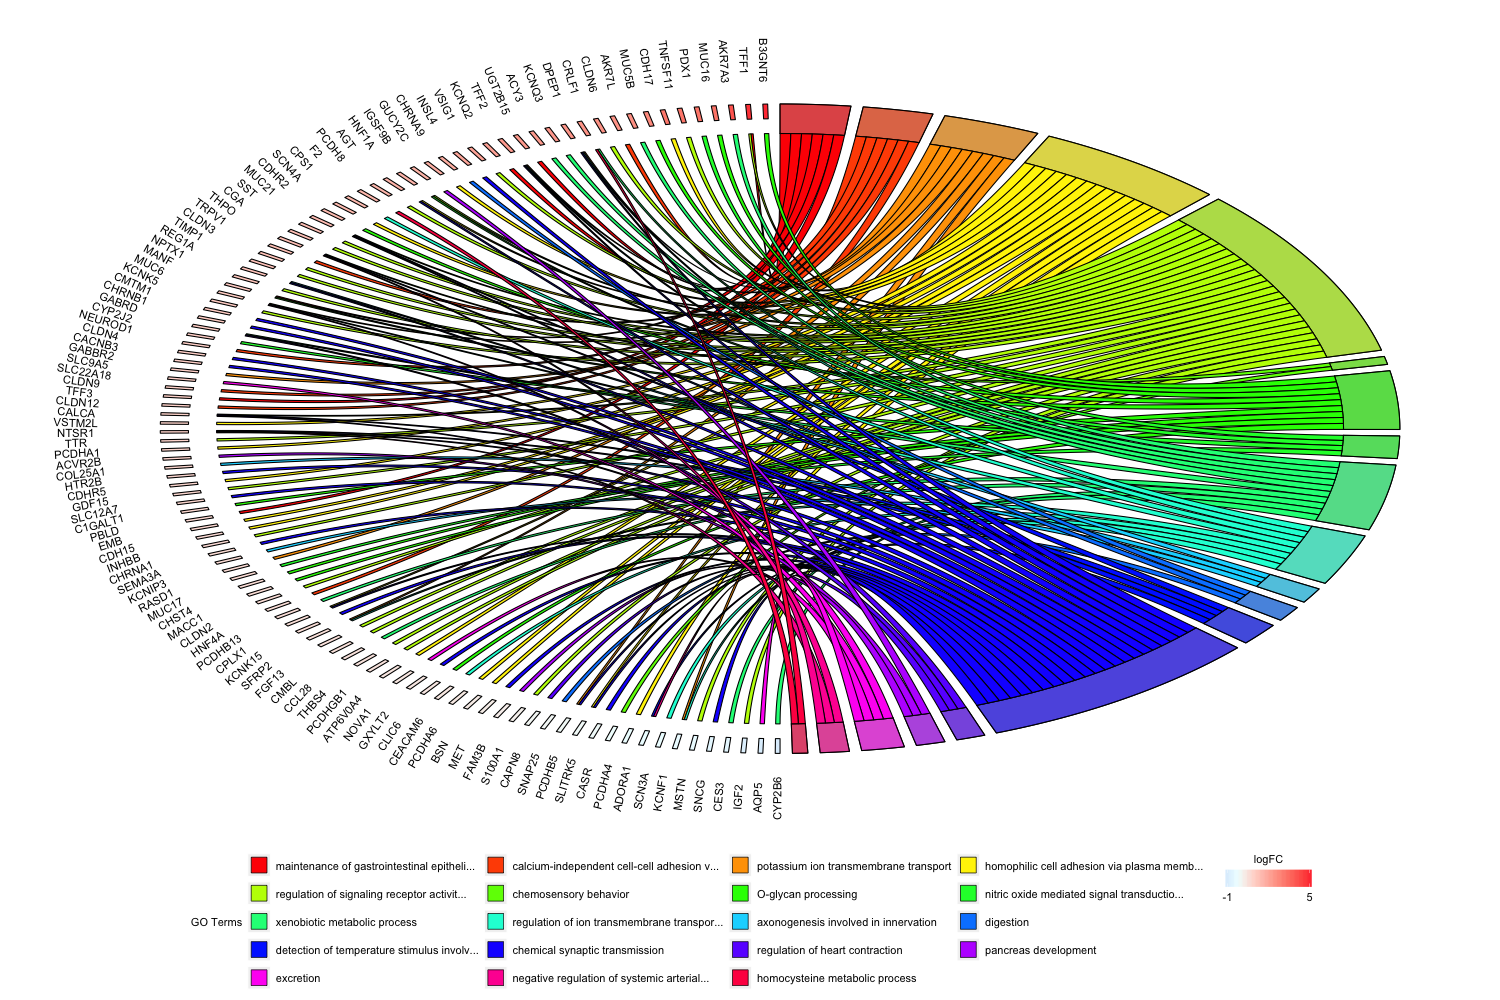 B3GNT6
TFF1
AKR7A3
MUC16
PDX1
TNFSF11
CDH17
MUC5B
AKR7L
CLDN6
CRLF1
DPEP1
KCNQ3
ACY3
UGT2B15
TFF2
KCNQ2
VSIG1
INSL4
CHRNA9
GUCY2C
IGSF9B
HNF1A
AGT
PCDH8
F2
CPS1
SCN4A
CDHR2
MUC21
SST
CGA
THPO
TRPV1
CLDN3
TIMP1
REG1A
NPTX1
MANF
MUC6
KCNK5
CMTM1
CHRNB1
GABRD
CYP2J2
NEUROD1
CLDN4
CACNB3
GABBR2
SLC9A5
SLC22A18
CLDN9
TFF3
CLDN12
CALCA
VSTM2L
NTSR1
TTR
PCDHA1
ACVR2B
COL25A1
HTR2B
CDHR5
GDF15
SLC12A7
C1GALT1
PBLD
EMB
CDH15
INHBB
CHRNA1
SEMA3A
KCNIP3
RASD1
MUC17
CHST4
MACC1
CLDN2
HNF4A
PCDHB13
CPLX1
KCNK15
SFRP2
FGF13
CMBL
CCL28
THBS4
PCDHGB1
ATP6V0A4
NOVA1
GXYLT2
CLIC6
CEACAM6
PCDHA6
BSN
MET
FAM3B
S100A1
CAPN8
SNAP25
PCDHB5
SLITRK5
CASR
PCDHA4
ADORA1
SCN3A
KCNF1
MSTN
SNCG
CES3
IGF2
AQP5
CYP2B6
GO Terms
maintenance of gastrointestinal epitheli...
calcium-independent cell-cell adhesion v...
potassium ion transmembrane transport
homophilic cell adhesion via plasma memb...
regulation of signaling receptor activit...
chemosensory behavior
O-glycan processing
nitric oxide mediated signal transductio...
xenobiotic metabolic process
regulation of ion transmembrane transpor...
axonogenesis involved in innervation
digestion
detection of temperature stimulus involv...
chemical synaptic transmission
regulation of heart contraction
pancreas development
excretion
negative regulation of systemic arterial...
homocysteine metabolic process
logFC
-1 5